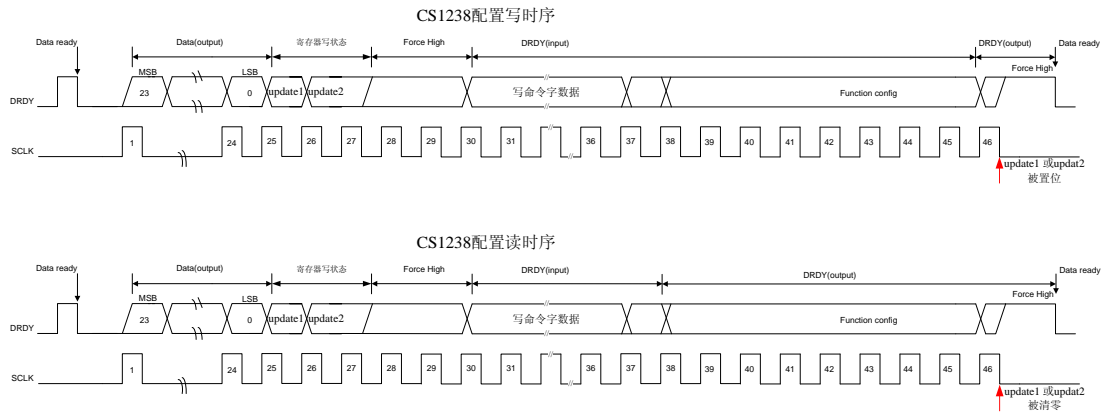 CS1238配置写时序
Data ready Data(output) 寄存器写状态 Force High DRDY(input) DRDY(output) Data ready
MSB LSB Force High
DRDY 23 0 update1 update2 写命令字数据 Function config
SCLK 1 24 25 26 27 28 29 30 31 36 37 38 39 40 41 42 43 44 45 46
update1 或updat2
被置位
CS1238配置读时序
Data ready Data(output) 寄存器写状态 Force High DRDY(input) DRDY(output) Data ready
MSB LSB Force High
DRDY 23 0 update1 update2 写命令字数据 Function config
SCLK 1 24 25 26 27 28 29 30 31 36 37 38 39 40 41 42 43 44 45 46
update1 或updat2
被清零